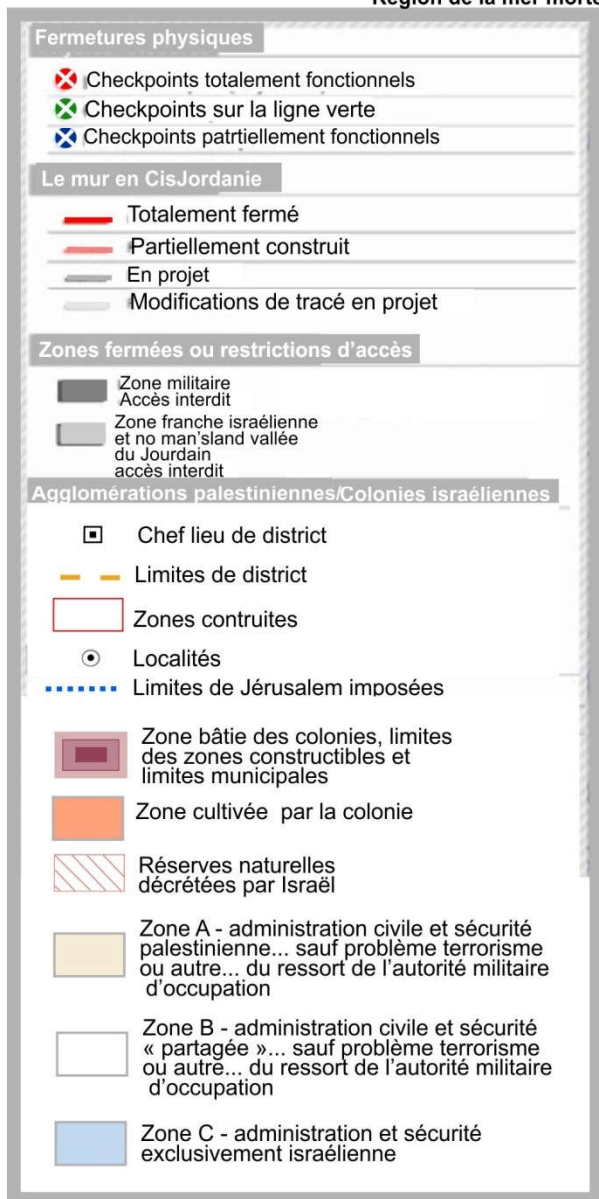 Région de la mer morte
Fermetures physiques
Checkpoints totalement fonctionnels
Checkpoints sur la ligne verte
Checkpoints patrtiellement fonctionnels
Le mur en CisJordanie
Totalement fermé
Partiellement construit
En projet
Modifications de tracé en projet
Zones fermées ou restrictions d’accès
Zone militaire
Accès interdit
Zone franche israélienne
et no man’sland vallée
du Jourdain
accès interdit
Agglomérations palestiniennes/Colonies israéliennes
Chef lieu de district
Limites de district
Zones contruites
Localités
Limites de Jérusalem imposées
Zone bâtie des colonies, limites
des zones constructibles et
limites municipales
Zone cultivée par la colonie
Réserves naturelles
décrétées par Israël
Zone A - administration civile et sécurité
palestinienne... sauf problème terrorisme
ou autre... du ressort de l’autorité militaire
d’occupation
Zone B - administration civile et sécurité
« partagée »... sauf problème terrorisme
ou autre... du ressort de l’autorité militaire
d’occupation
Zone C - administration et sécurité
exclusivement israélienne